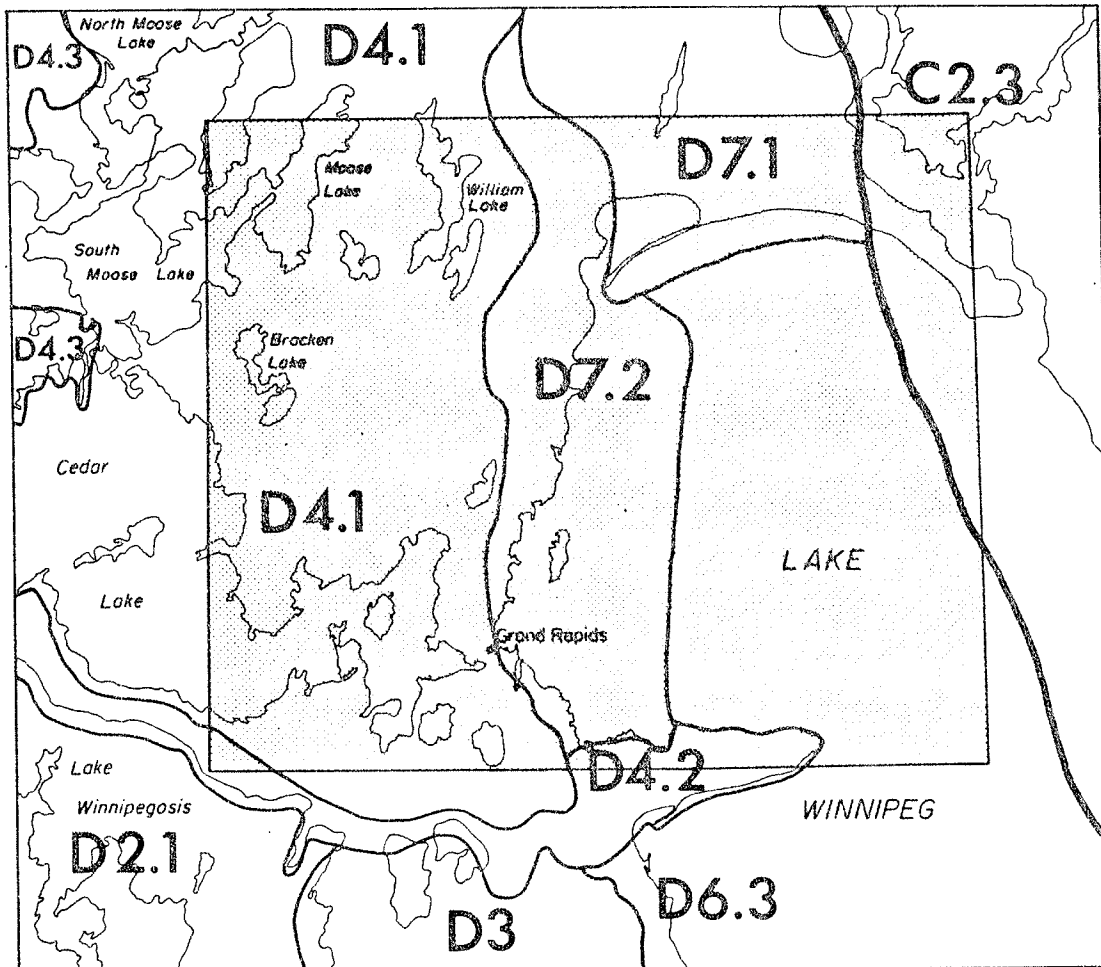 North Moose
Lake
D4.3
D4.1
C2.3
D7.1
Moose
Lake
William
Lake
South
Moose Lake
D4.3
Bracken
Lake
D7.2
Cedar
D4.1
LAKE
Lake
Grand Rapids
Lake
D4.2
Winnipegosis
WINNIPEG
D2.1
D6.3
D3